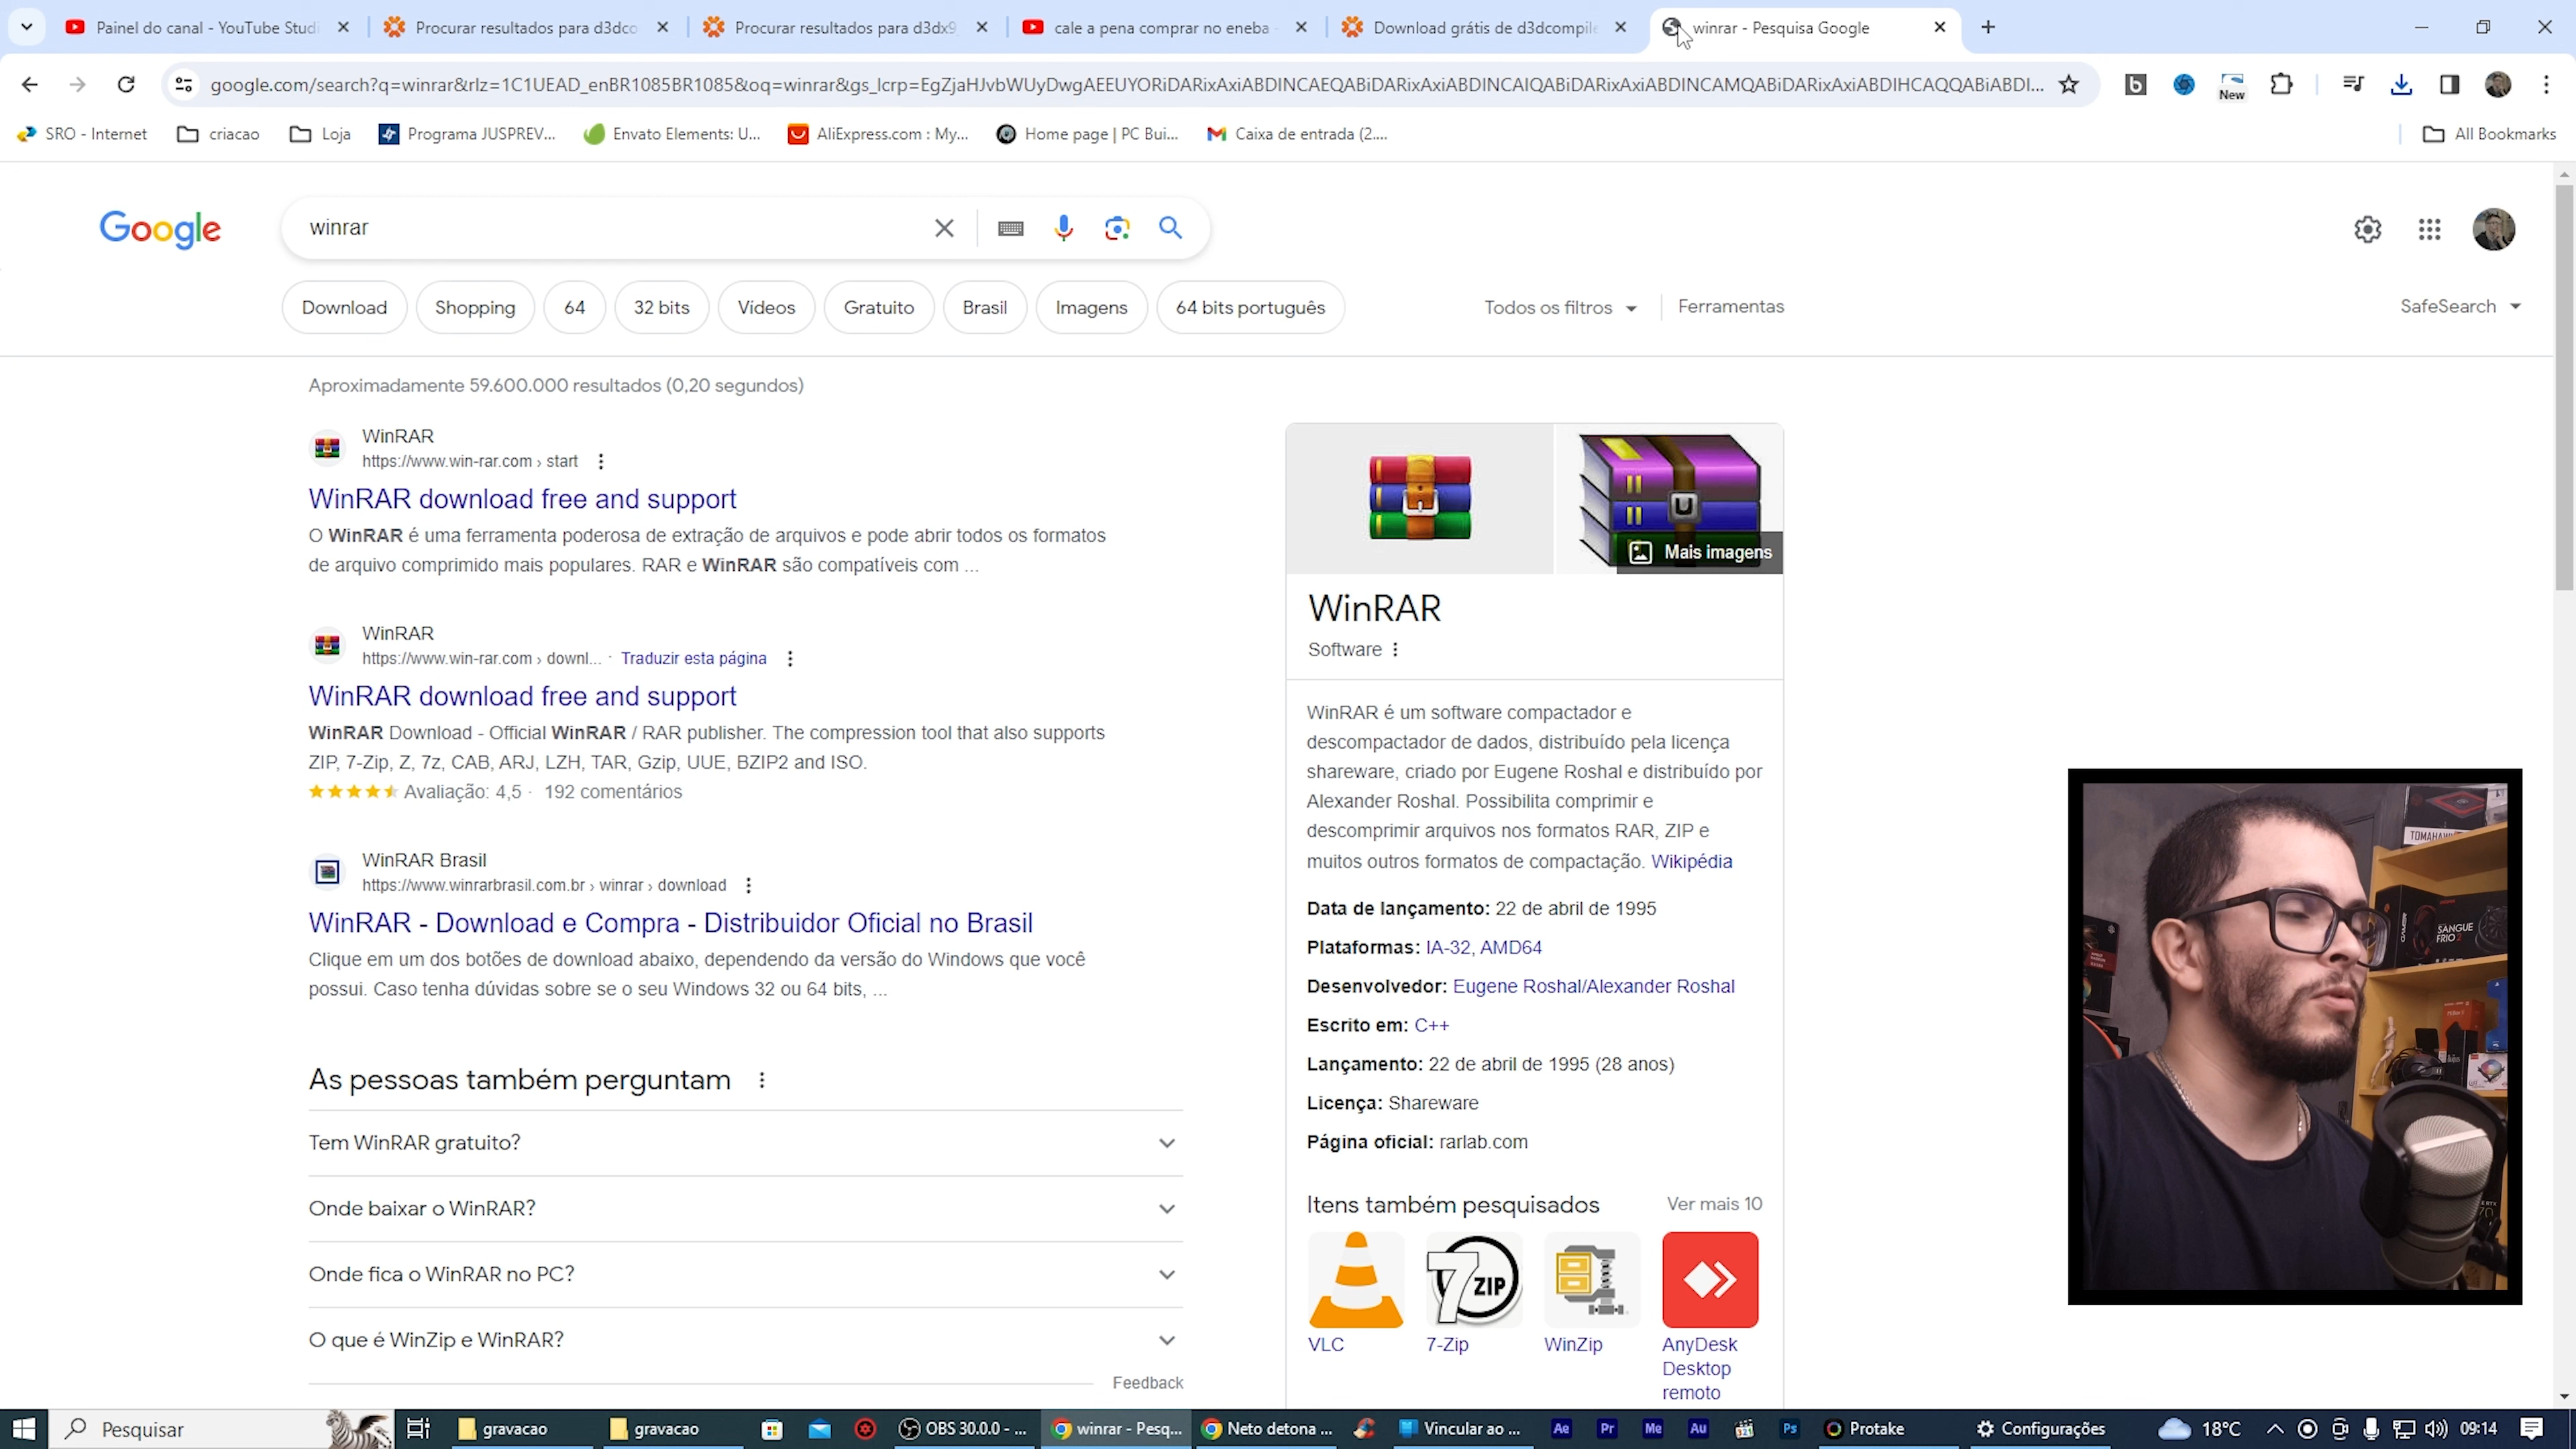 Painel do canal - YouTube Studi
Procurar resultados para d3dco
Procurar resultados para d3dx9
cale a pena comprar no eneba -
Download grátis de d3dcompile
winrar - Pesquisa Google
google.com/search?q=winrar&rlz=1C1UEAD_enBR1085BR1085&oq=winrar&gs_lcrp=EgZjaHJvbWUyDwgAEEUYORiDARixAxiABDINCAEQABiDARixAxiABDINCAIQABiDARixAxiABDINCAMQABiDARixAxiABDIHCAQQABiABDI...
New
SRO - Internet
criacao
Loja
Programa JUSPREV...
Envato Elements: U...
AliExpress.com : My...
Home page | PC Bui...
Caixa de entrada (2....
All Bookmarks
Google
winrar
Download
Shopping
64
32 bits
Vídeos
Gratuito
Brasil
Imagens
64 bits português
Todos os filtros
Ferramentas
SafeSearch
Aproximadamente 59.600.000 resultados (0,20 segundos)
WinRAR
https://www.win-rar.com › start
WinRAR download free and support
O WinRAR é uma ferramenta poderosa de extração de arquivos e pode abrir todos os formatos
de arquivo comprimido mais populares. RAR e WinRAR são compatíveis com ...
WinRAR
https://www.win-rar.com › downl... · Traduzir esta página
WinRAR download free and support
WinRAR Download - Official WinRAR / RAR publisher. The compression tool that also supports
ZIP, 7-Zip, Z, 7z, CAB, ARJ, LZH, TAR, Gzip, UUE, BZIP2 and ISO.
Avaliação: 4,5 · 192 comentários
WinRAR Brasil
https://www.winrarbrasil.com.br › winrar › download
WinRAR - Download e Compra - Distribuidor Oficial no Brasil
Clique em um dos botões de download abaixo, dependendo da versão do Windows que você
possui. Caso tenha dúvidas sobre se o seu Windows 32 ou 64 bits, ...
As pessoas também perguntam
Tem WinRAR gratuito?
Onde baixar o WinRAR?
Onde fica o WinRAR no PC?
O que é WinZip e WinRAR?
Feedback
Mais imagens
WinRAR
Software
WinRAR é um software compactador e
descompactador de dados, distribuído pela licença
shareware, criado por Eugene Roshal e distribuído por
Alexander Roshal. Possibilita comprimir e
descomprimir arquivos nos formatos RAR, ZIP e
muitos outros formatos de compactação. Wikipédia
Data de lançamento: 22 de abril de 1995
Plataformas: IA-32, AMD64
Desenvolvedor: Eugene Roshal/Alexander Roshal
Escrito em: C++
Lançamento: 22 de abril de 1995 (28 anos)
Licença: Shareware
Página oficial: rarlab.com
Itens também pesquisados
Ver mais 10
7 ZIP
VLC
7-Zip
WinZip
AnyDesk
Desktop
remoto
TOMAHAWK
SANGUE
FRIO 2
Pesquisar
gravacao
gravacao
OBS 30.0.0 - ...
winrar - Pesq...
Neto detona ...
Vincular ao ...
Ae
Pr
Me
Au
Ps
Protake
Configurações
18°C
09:14